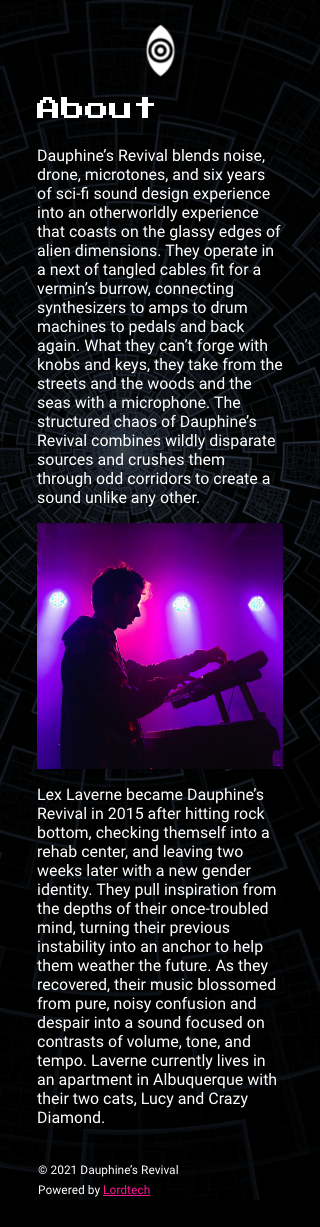 About
Dauphine’s Revival blends noise,
drone, microtones, and six years
of sci-fi sound design experience
into an otherworldly experience
that coasts on the glassy edges of
alien dimensions. They operate in
a next of tangled cables fit for a
vermin’s burrow, connecting
synthesizers to amps to drum
machines to pedals and back
again. What they can’t forge with
knobs and keys, they take from the
streets and the woods and the
seas with a microphone. The
structured chaos of Dauphine’s
Revival combines wildly disparate
sources and crushes them
through odd corridors to create a
sound unlike any other.
Lex Laverne became Dauphine’s
Revival in 2015 after hitting rock
bottom, checking themself into a
rehab center, and leaving two
weeks later with a new gender
identity. They pull inspiration from
the depths of their once-troubled
mind, turning their previous
instability into an anchor to help
them weather the future. As they
recovered, their music blossomed
from pure, noisy confusion and
despair into a sound focused on
contrasts of volume, tone, and
tempo. Laverne currently lives in
an apartment in Albuquerque with
their two cats, Lucy and Crazy
Diamond.
© 2021 Dauphine’s Revival
Powered by Lordtech